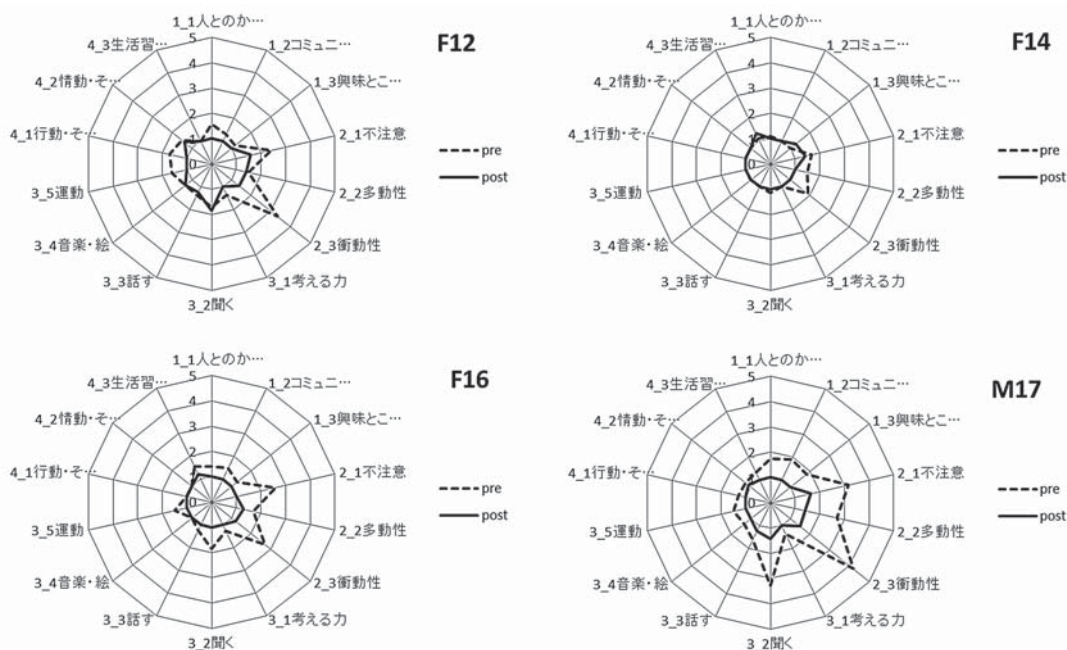 F12
1_1人とのか…
1_2コミュニ…
1_3興味とこ…
2_1不注意
2_2多動性
2_3衝動性
3_1考える力
3_2聞く
3_3話す
3_4音楽・絵
3_5運動
4_1行動・そ…
4_2情動・そ…
4_3生活習…
5
4
3
2
1
0
pre
post
F14
1_1人とのか…
1_2コミュニ…
1_3興味とこ…
2_1不注意
2_2多動性
2_3衝動性
3_1考える力
3_2聞く
3_3話す
3_4音楽・絵
3_5運動
4_1行動・そ…
4_2情動・そ…
4_3生活習…
5
4
3
2
1
0
pre
post
F16
1_1人とのか…
1_2コミュニ…
1_3興味とこ…
2_1不注意
2_2多動性
2_3衝動性
3_1考える力
3_2聞く
3_3話す
3_4音楽・絵
3_5運動
4_1行動・そ…
4_2情動・そ…
4_3生活習…
5
4
3
2
1
0
pre
post
M17
1_1人とのか…
1_2コミュニ…
1_3興味とこ…
2_1不注意
2_2多動性
2_3衝動性
3_1考える力
3_2聞く
3_3話す
3_4音楽・絵
3_5運動
4_1行動・そ…
4_2情動・そ…
4_3生活習…
5
4
3
2
1
0
pre
post